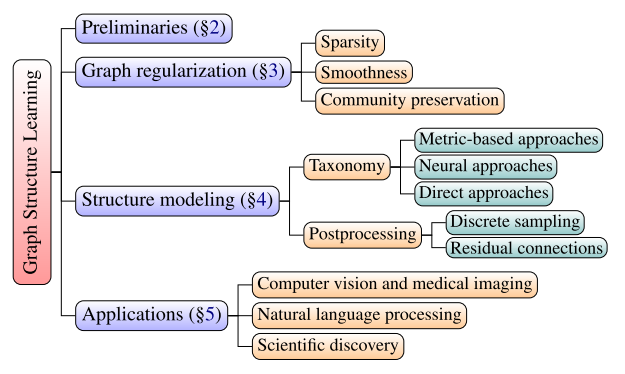 Graph Structure Learning
Preliminaries (§2)
Graph regularization (§3)
Sparsity
Smoothness
Community preservation
Structure modeling (§4)
Taxonomy
Metric-based approaches
Neural approaches
Direct approaches
Postprocessing
Discrete sampling
Residual connections
Applications (§5)
Computer vision and medical imaging
Natural language processing
Scientific discovery